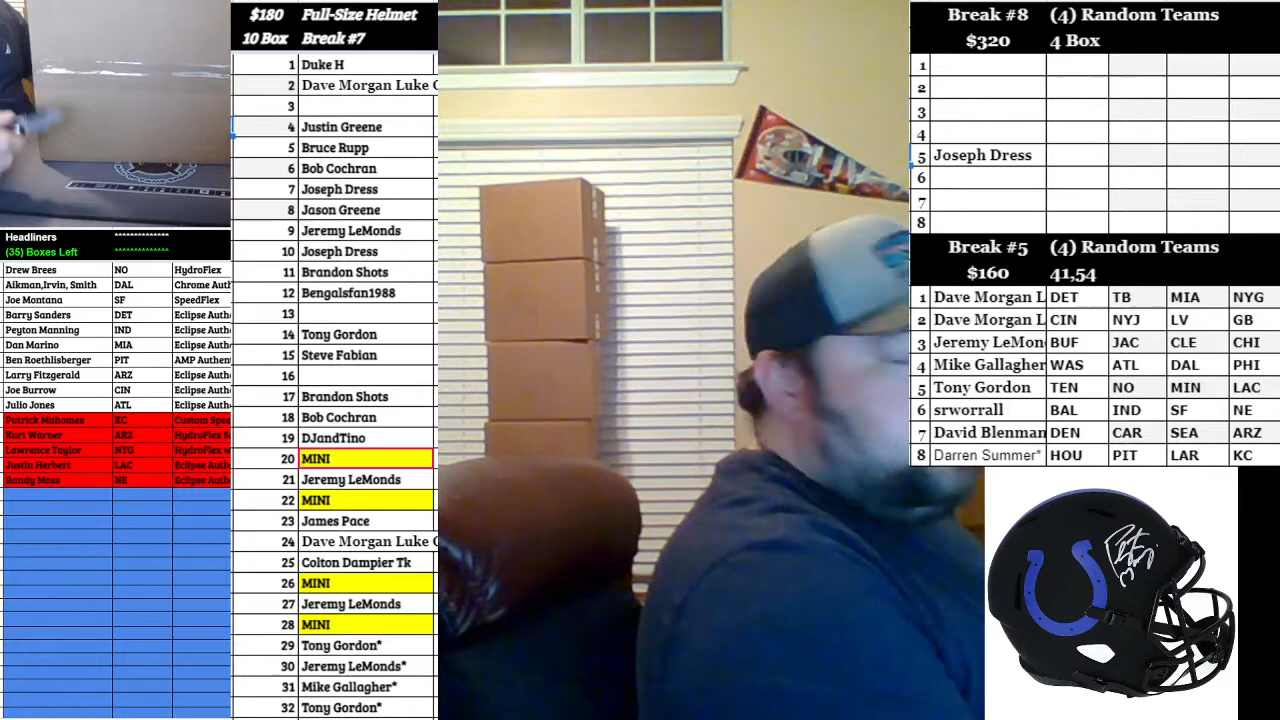 Headliners **************
(35) Boxes Left **************
Drew Brees NO HydroFlex
Aikman,Irvin, Smith DAL Chrome Auth
Joe Montana SF SpeedFlex
Barry Sanders DET Eclipse Auth
Peyton Manning IND Eclipse Auth
Dan Marino MIA Eclipse Auth
Ben Roethlisberger PIT AMP Authen
Larry Fitzgerald ARZ Eclipse Auth
Joe Burrow CIN Eclipse Auth
Julio Jones ATL Eclipse Auth
Patrick Mahomes KC Custom Spee
Kurt Warner ARZ HydroFlex S
Lawrence Taylor NYG HydroFlex w
Justin Herbert LAC Eclipse Auth
Randy Moss NE Eclipse Auth
$180 Full-Size Helmet
10 Box Break #7
1 Duke H
2 Dave Morgan Luke
3
4 Justin Greene
5 Bruce Rupp
6 Bob Cochran
7 Joseph Dress
8 Jason Greene
9 Jeremy LeMonds
10 Joseph Dress
11 Brandon Shots
12 Bengalsfan1988
13
14 Tony Gordon
15 Steve Fabian
16
17 Brandon Shots
18 Bob Cochran
19 DJandTino
20 MINI
21 Jeremy LeMonds
22 MINI
23 James Pace
24 Dave Morgan Luke
25 Colton Dampier Tk
26 MINI
27 Jeremy LeMonds
28 MINI
29 Tony Gordon*
30 Jeremy LeMonds*
31 Mike Gallagher*
32 Tony Gordon*
Break #8 (4) Random Teams
$320 4 Box
1
2
3
4
5 Joseph Dress
6
7
8
Break #5 (4) Random Teams
$160 41,54
1 Dave Morgan L DET TB MIA NYG
2 Dave Morgan L CIN NYJ LV GB
3 Jeremy LeMon BUF JAC CLE CHI
4 Mike Gallagher WAS ATL DAL PHI
5 Tony Gordon TEN NO MIN LAC
6 srworrall BAL IND SF NE
7 David Blenman DEN CAR SEA ARZ
8 Darren Summer* HOU PIT LAR KC